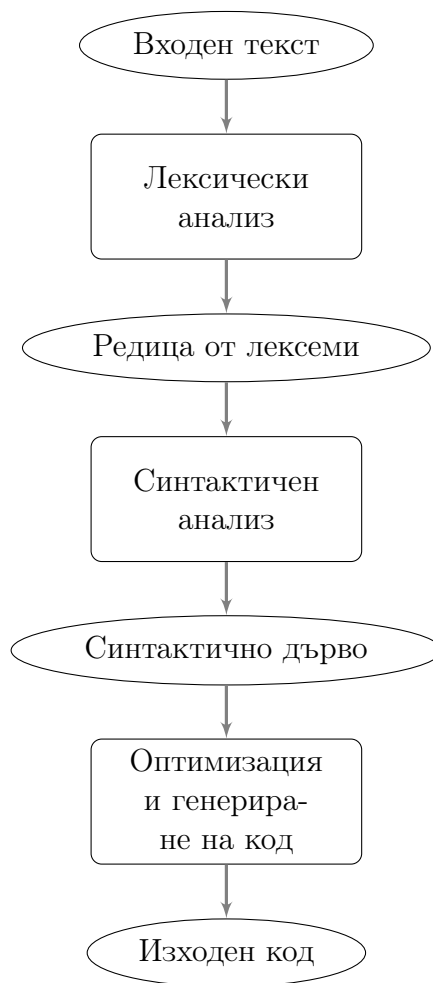 Входен текст
Лексически
анализ
Редица от лексеми
Синтактичен
анализ
Синтактично дърво
Оптимизация
и генерира-
не на код
Изходен код